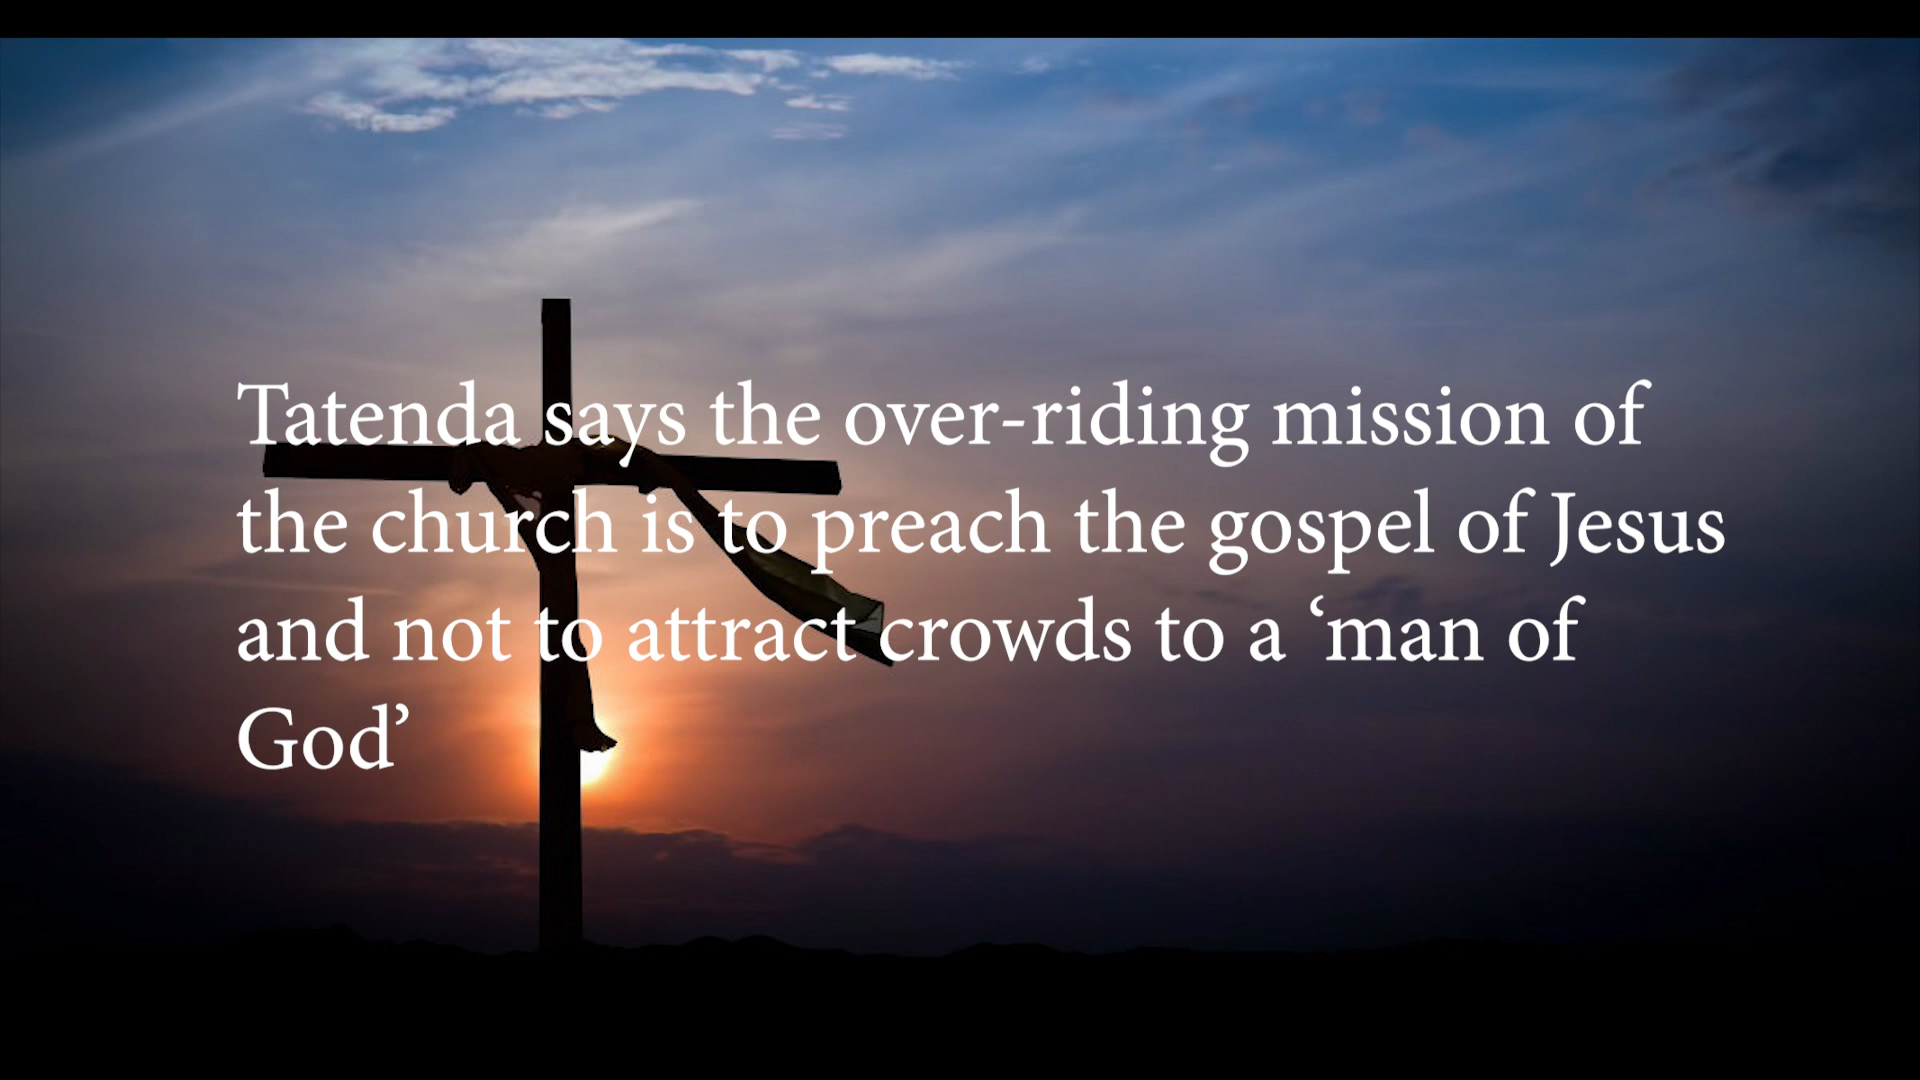 Tatenda says the over-riding mission of
the church is to preach the gospel of Jesus
and not to attract crowds to a ‘man of
God’